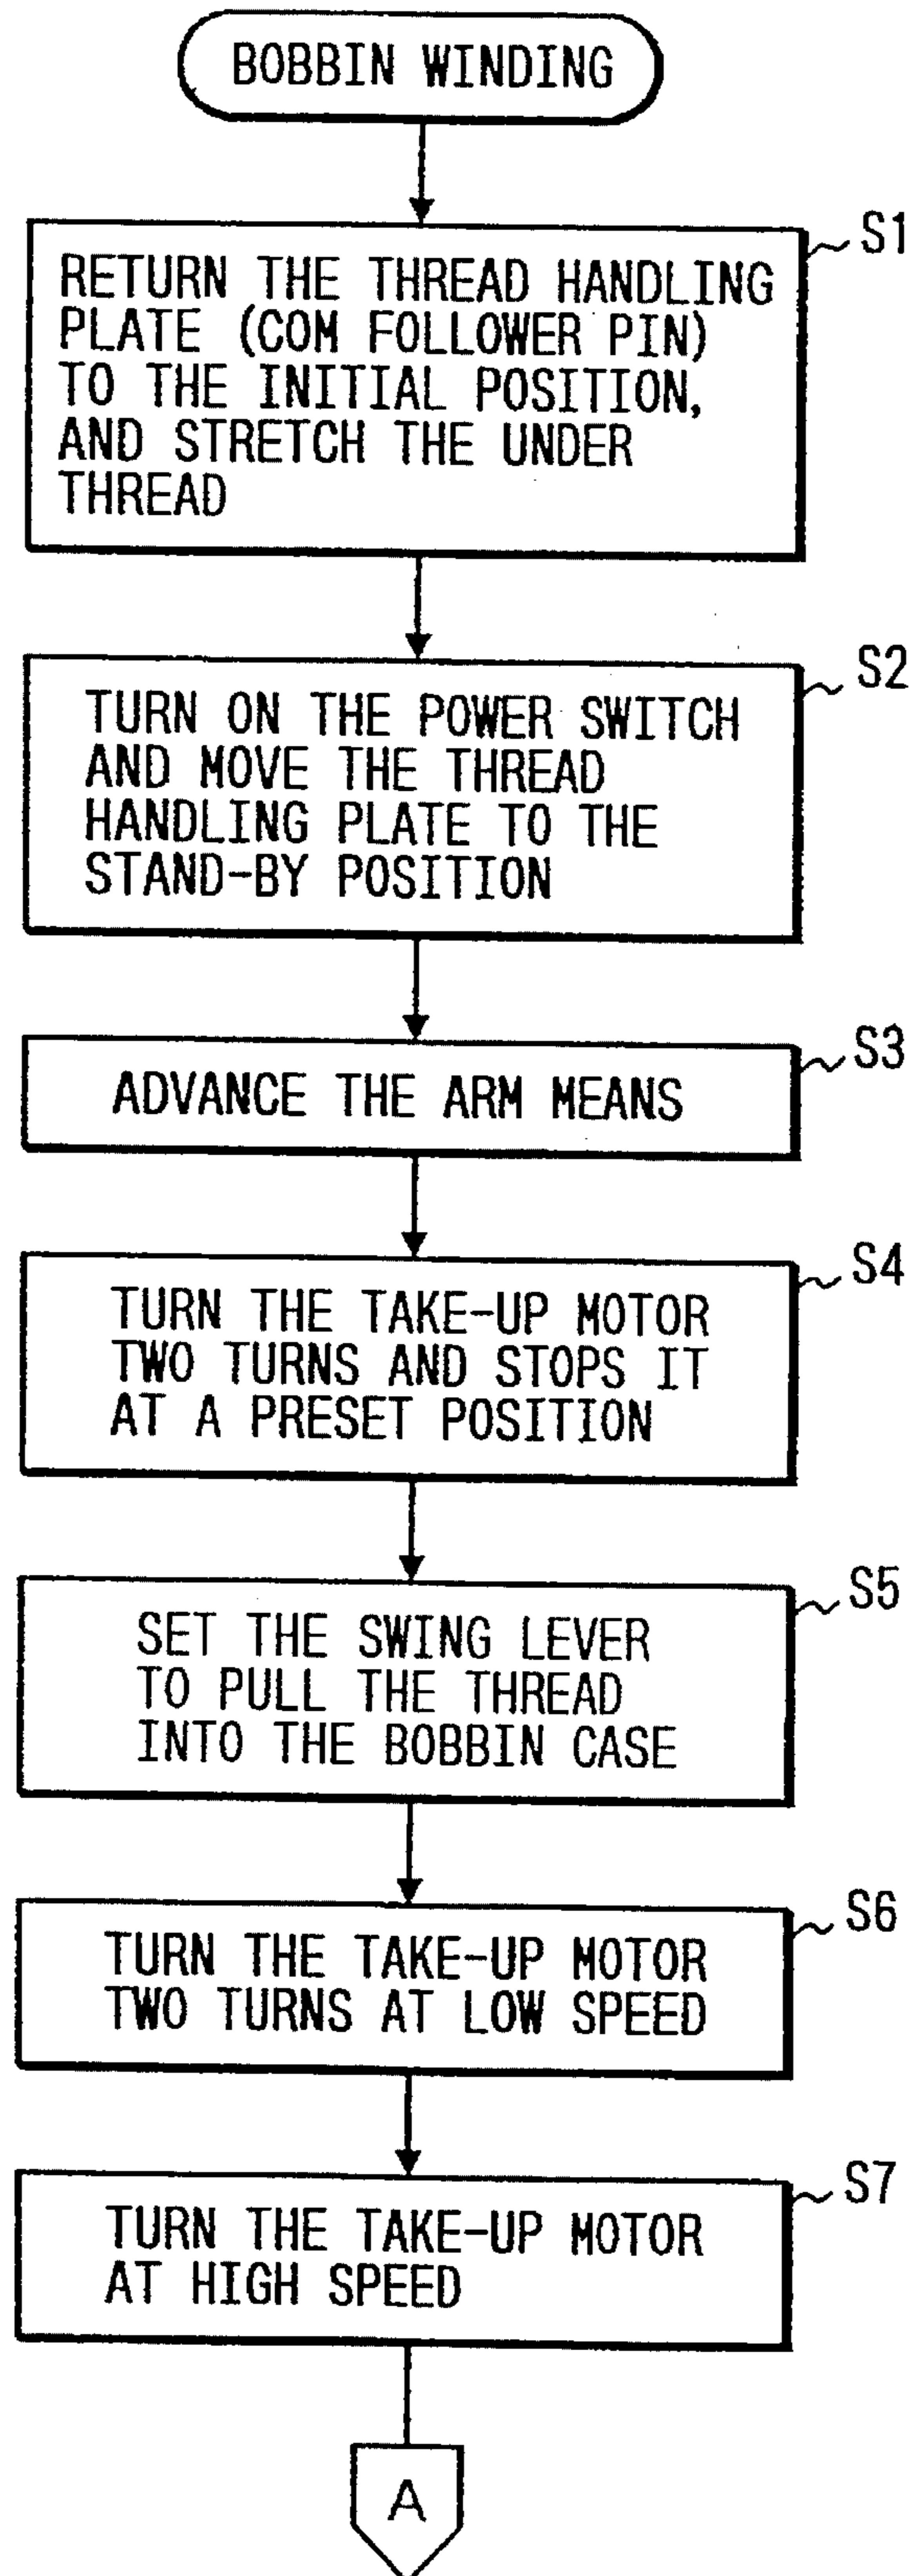 BOBBIN WINDING
S1
RETURN THE THREAD HANDLING
PLATE (COM FOLLOWER PIN)
TO THE INITIAL POSITION,
AND STRETCH THE UNDER
THREAD
S2
TURN ON THE POWER SWITCH
AND MOVE THE THREAD
HANDLING PLATE TO THE
STAND-BY POSITION
S3
ADVANCE THE ARM MEANS
S4
TURN THE TAKE-UP MOTOR
TWO TURNS AND STOPS IT
AT A PRESET POSITION
S5
SET THE SWING LEVER
TO PULL THE THREAD
INTO THE BOBBIN CASE
S6
TURN THE TAKE-UP MOTOR
TWO TURNS AT LOW SPEED
S7
TURN THE TAKE-UP MOTOR
AT HIGH SPEED
A